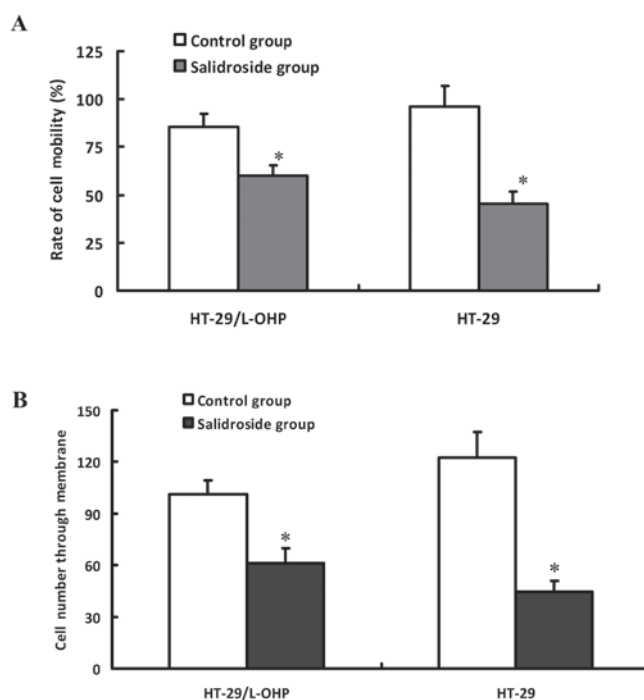 A
Control group
Salidroside group
Rate of cell mobility (%)
125
100
75
50
25
0
*
*
HT-29/L-OHP
HT-29
B
Control group
Salidroside group
Cell number through membrane
150
120
90
60
30
0
*
*
HT-29/L-OHP
HT-29